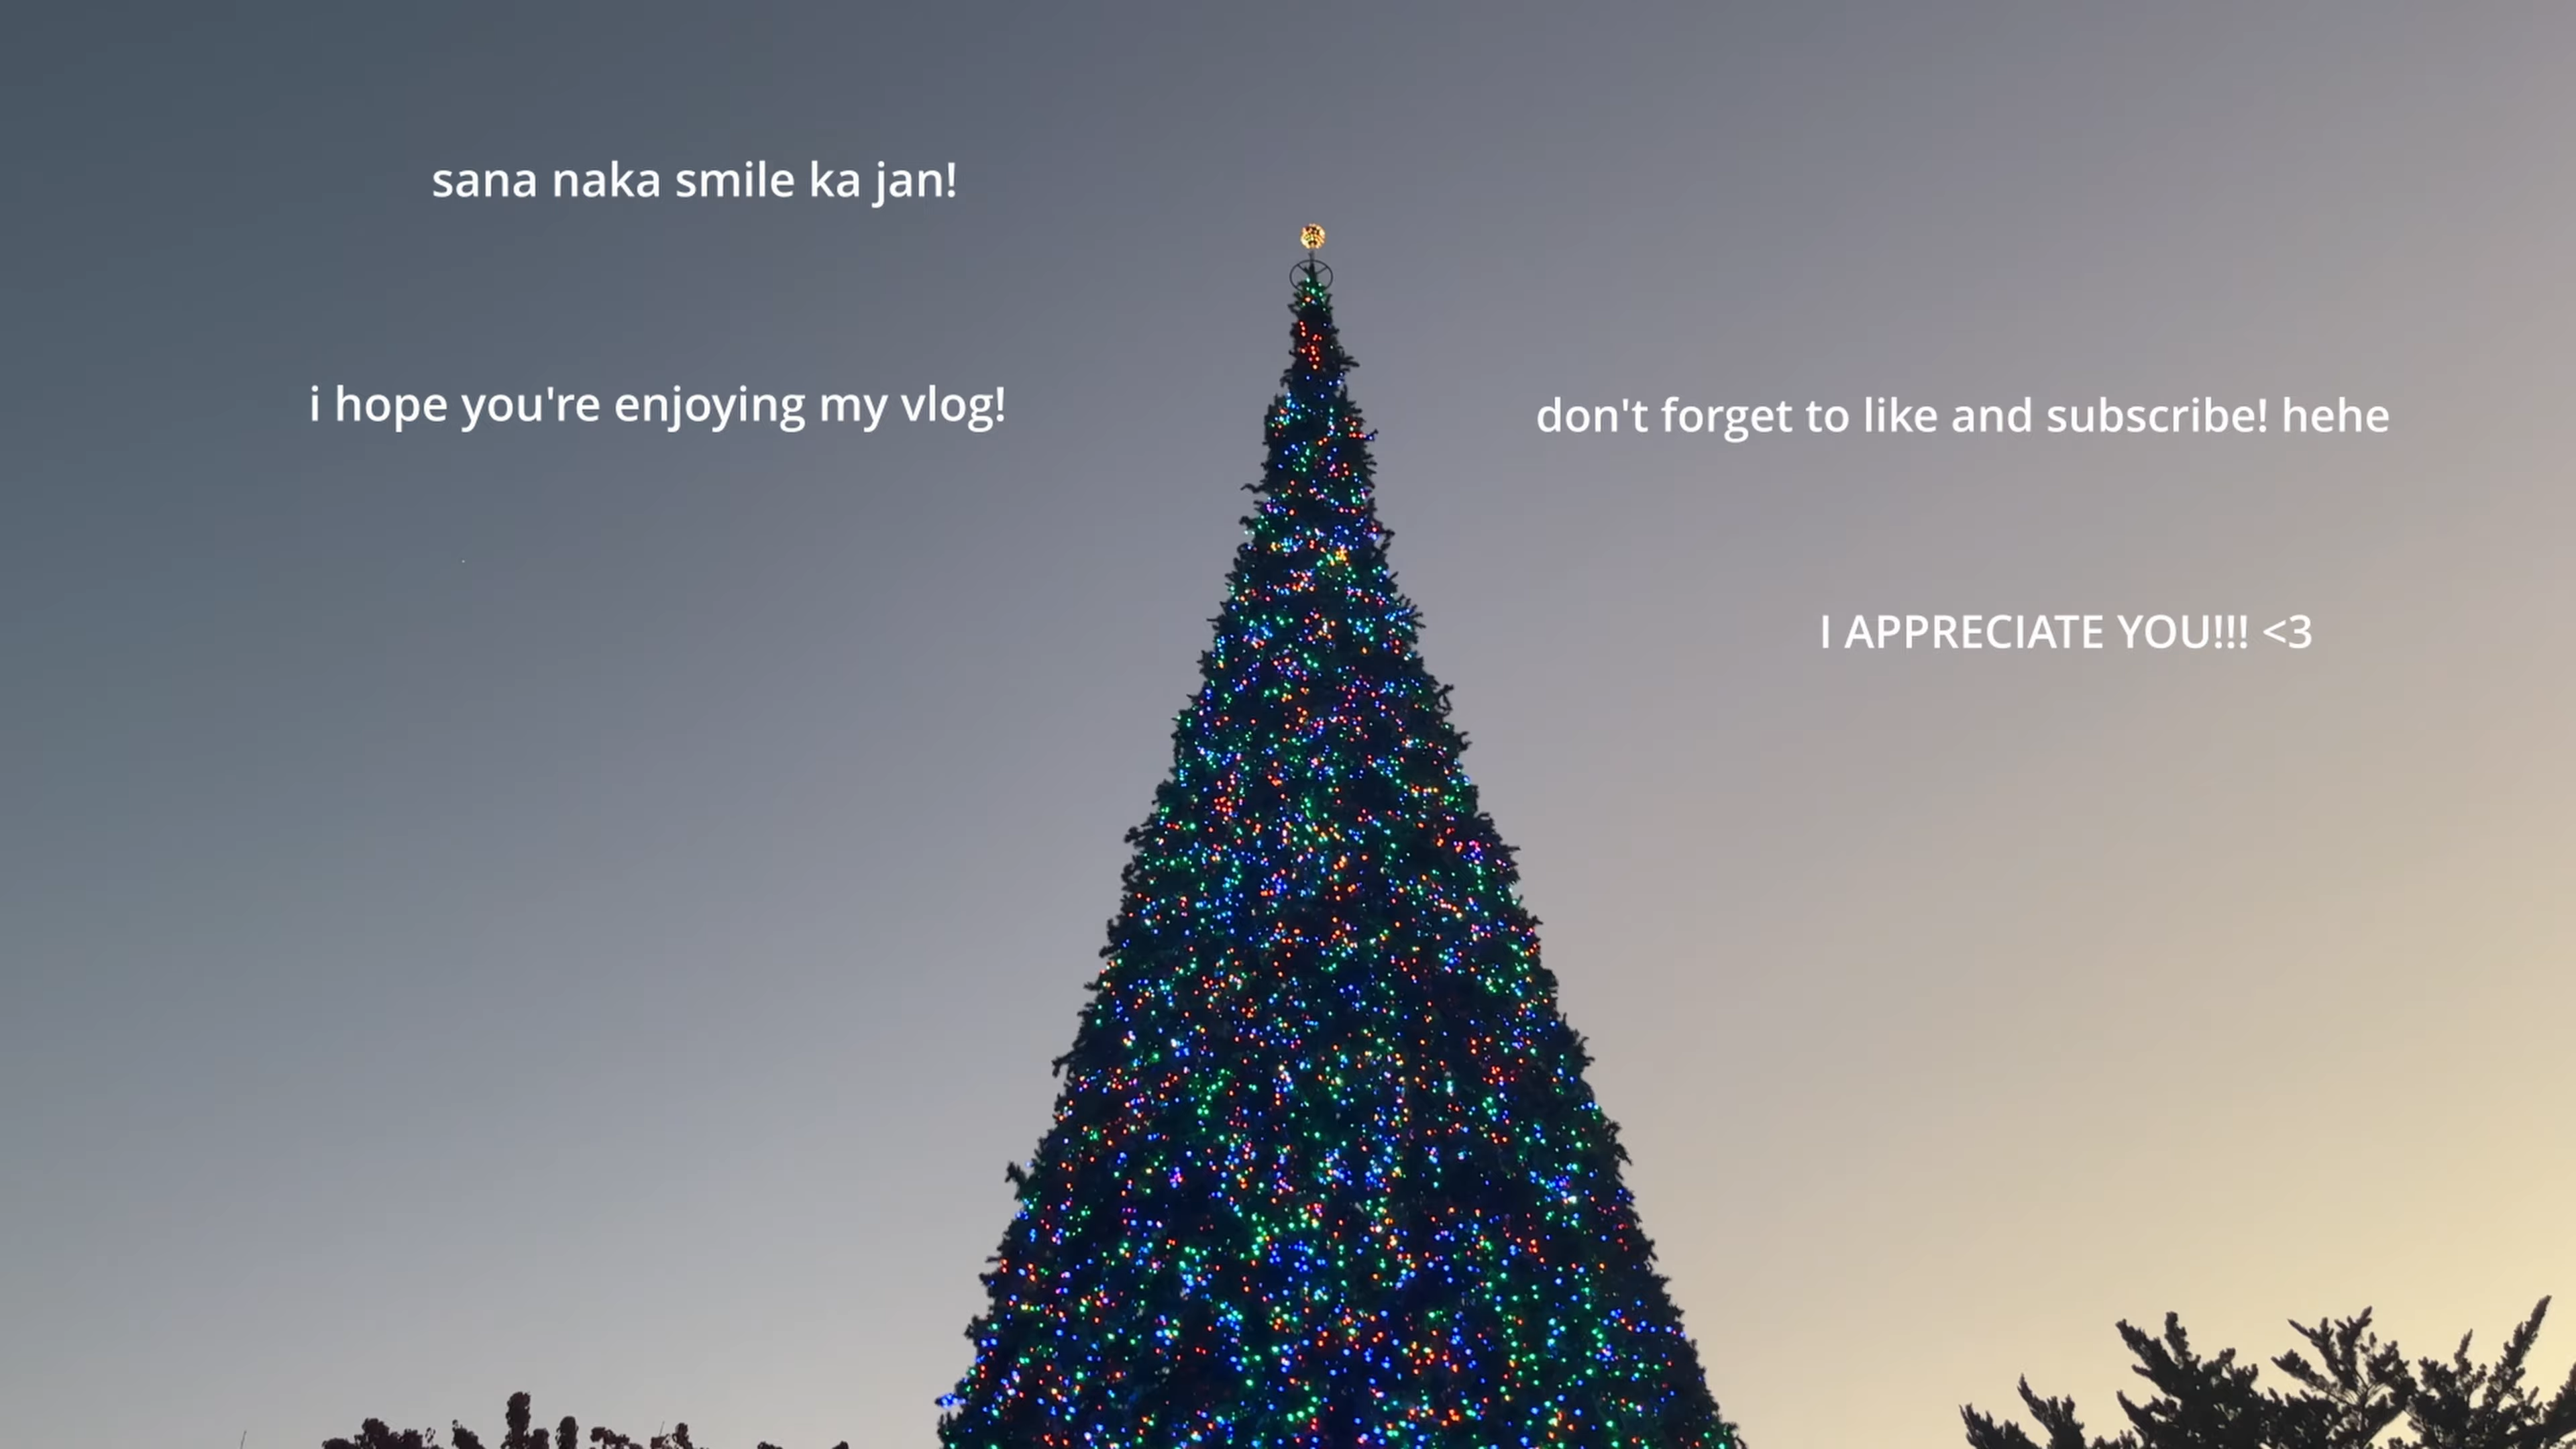 sana naka smile ka jan!
i hope you're enjoying my vlog!
don't forget to like and subscribe! hehe
I APPRECIATE YOU!!! <3